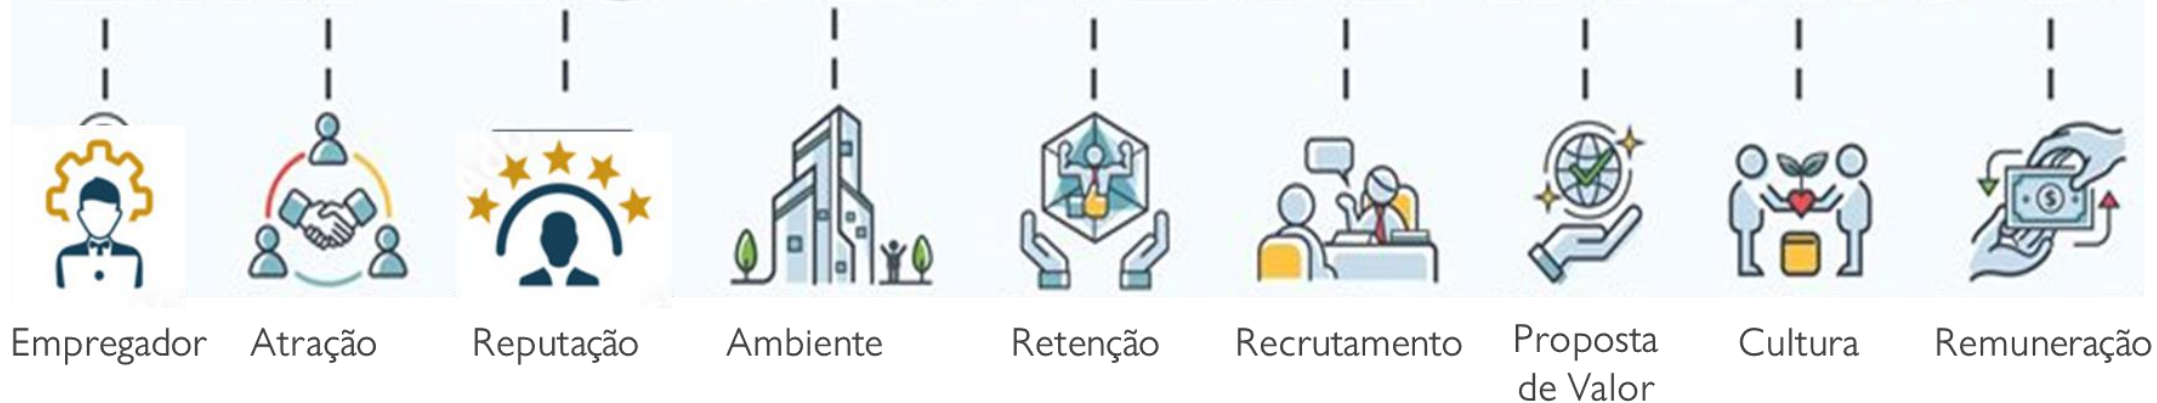 Empregador
Atração
Reputação
Ambiente
Retenção
Recrutamento
Proposta
de Valor
Cultura
Remuneração
$